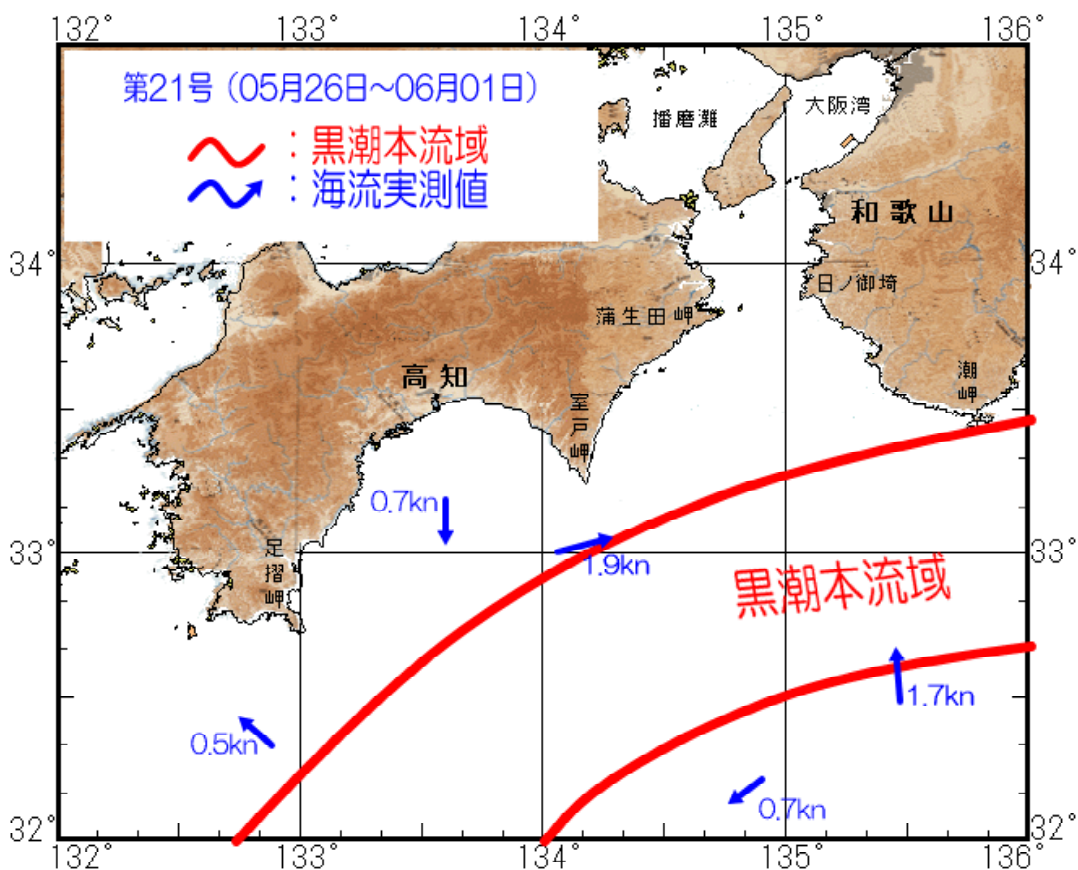 132° 133° 134° 135° 136°
第21号(05月26日～06月01日)
:黒潮本流域
:海流実測値
播磨灘
大阪湾
和歌山
34° 34°
日ノ御埼
蒲生田岬
高知
潮岬
室戸岬
0.7kn
33° 33°
1.9kn
足摺岬
黒潮本流域
1.7kn
0.5kn
0.7kn
32° 32°
132° 133° 134° 135° 136°